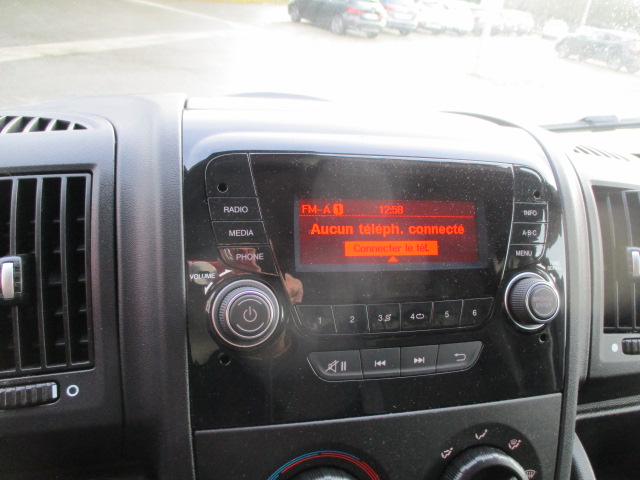 RADIO
MEDIA
PHONE
VOLUME
FM-A 1 12:58
Aucun téléph. connecté
Connecter le tél.
INFO
A-B-C
MENU
1 2 3 4 5 6